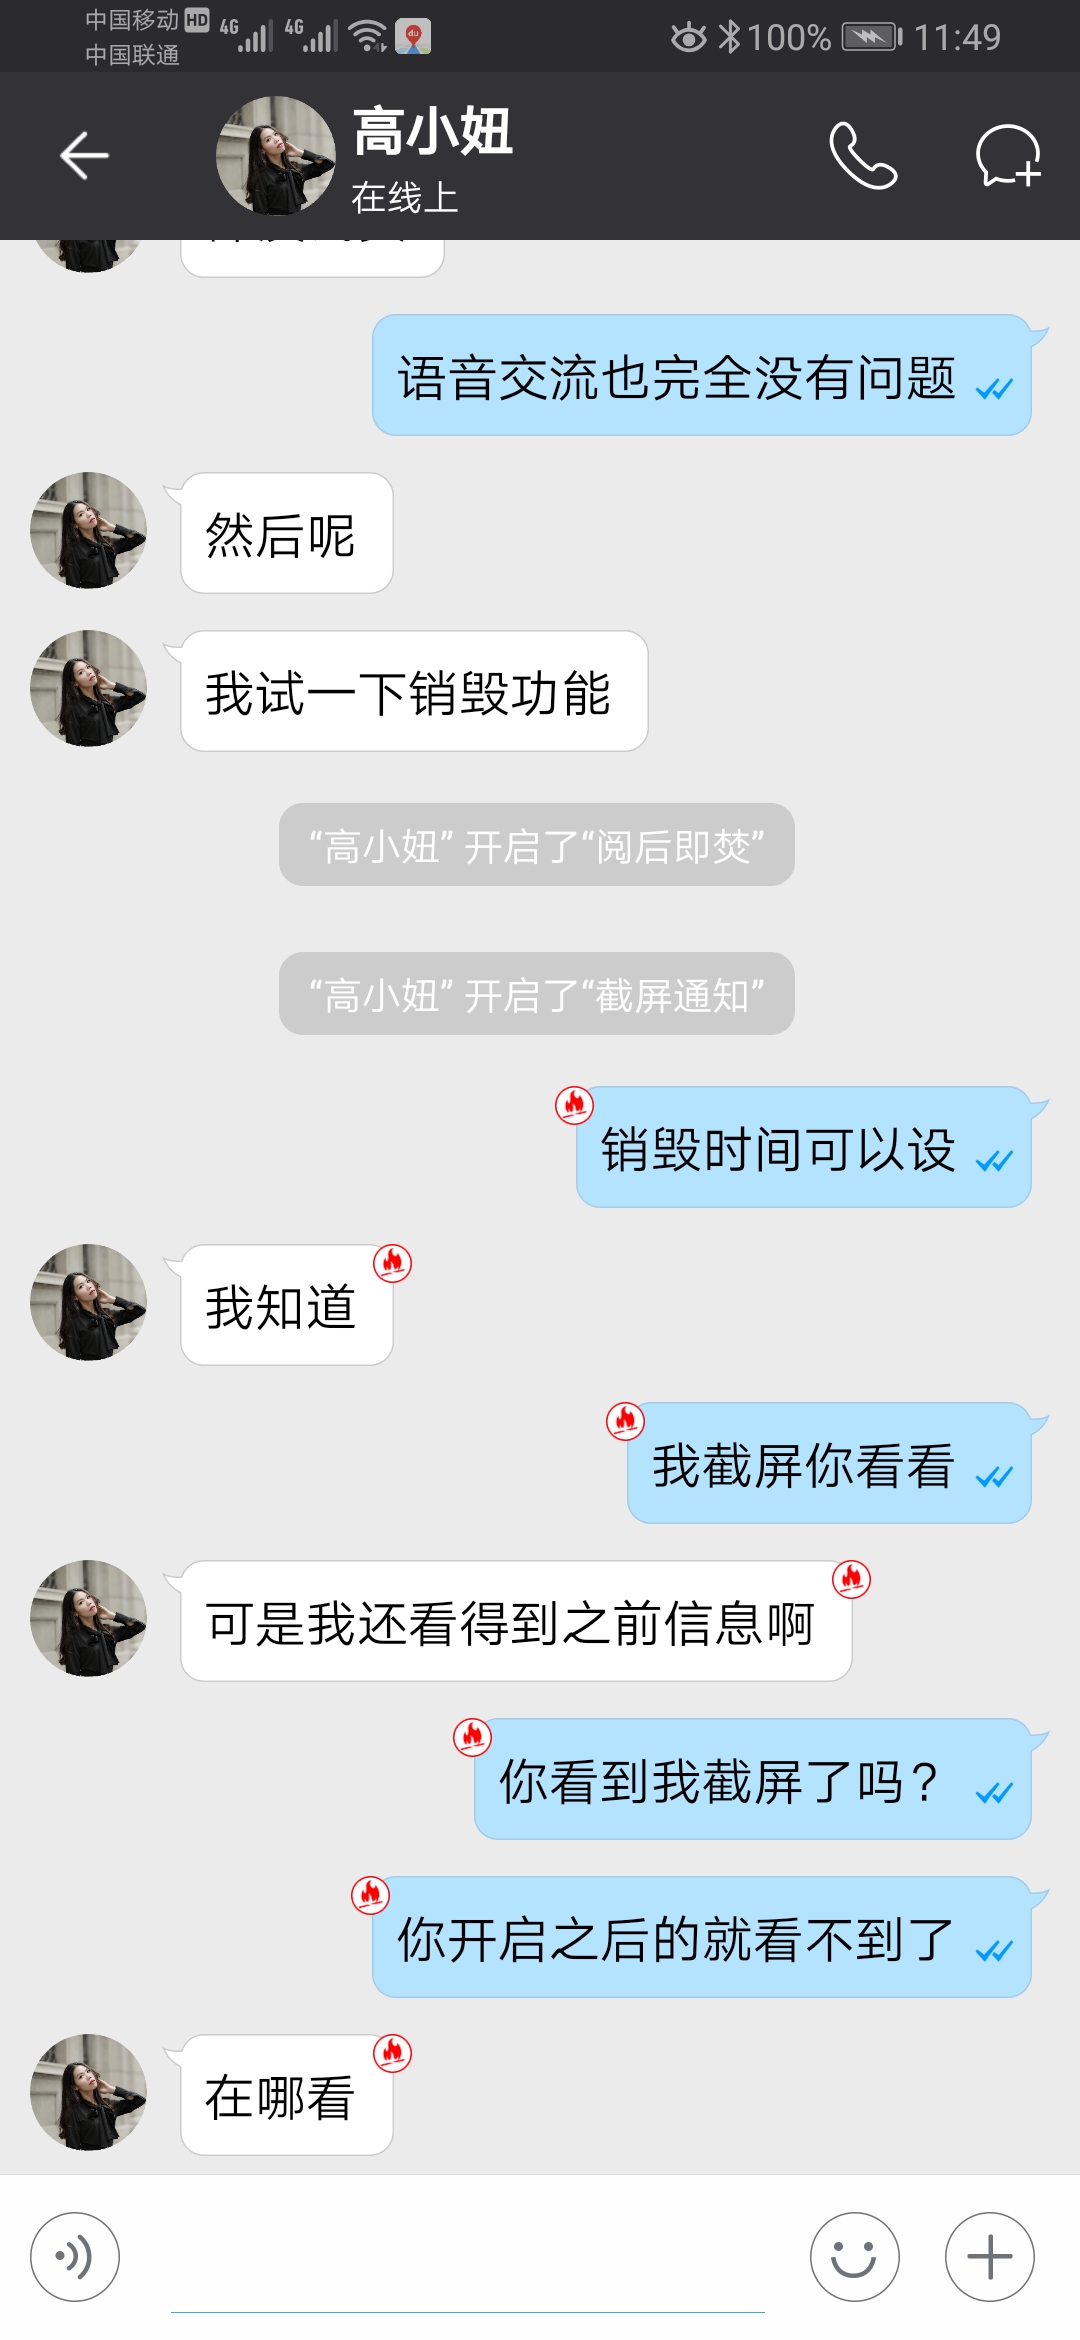 中国移动 HD 4G 4G 100% 11:49
中国联通
高小妞
在线上
语音交流也完全没有问题
然后呢
我试一下销毁功能
“高小妞” 开启了“阅后即焚”
“高小妞” 开启了“截屏通知”
销毁时间可以设
我知道
我截屏你看看
可是我还看得到之前信息啊
你看到我截屏了吗？
你开启之后的就看不到了
在哪看